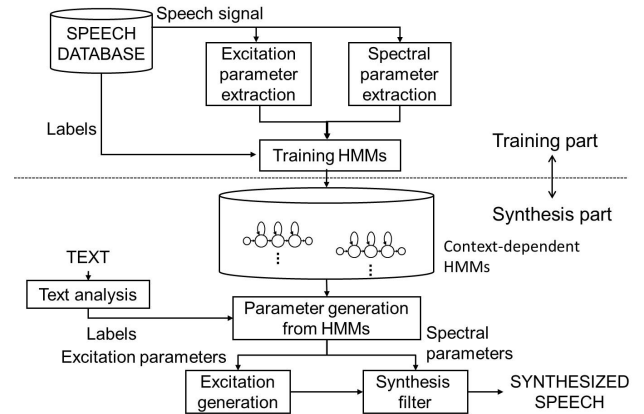 Speech signal
SPEECH
DATABASE
Excitation
parameter
extraction
Spectral
parameter
extraction
Labels
Training HMMs
Training part
Synthesis part
Context-dependent
HMMs
TEXT
Text analysis
Labels
Parameter generation
from HMMs
Excitation parameters
Spectral
parameters
Excitation
generation
Synthesis
filter
SYNTHESIZED
SPEECH